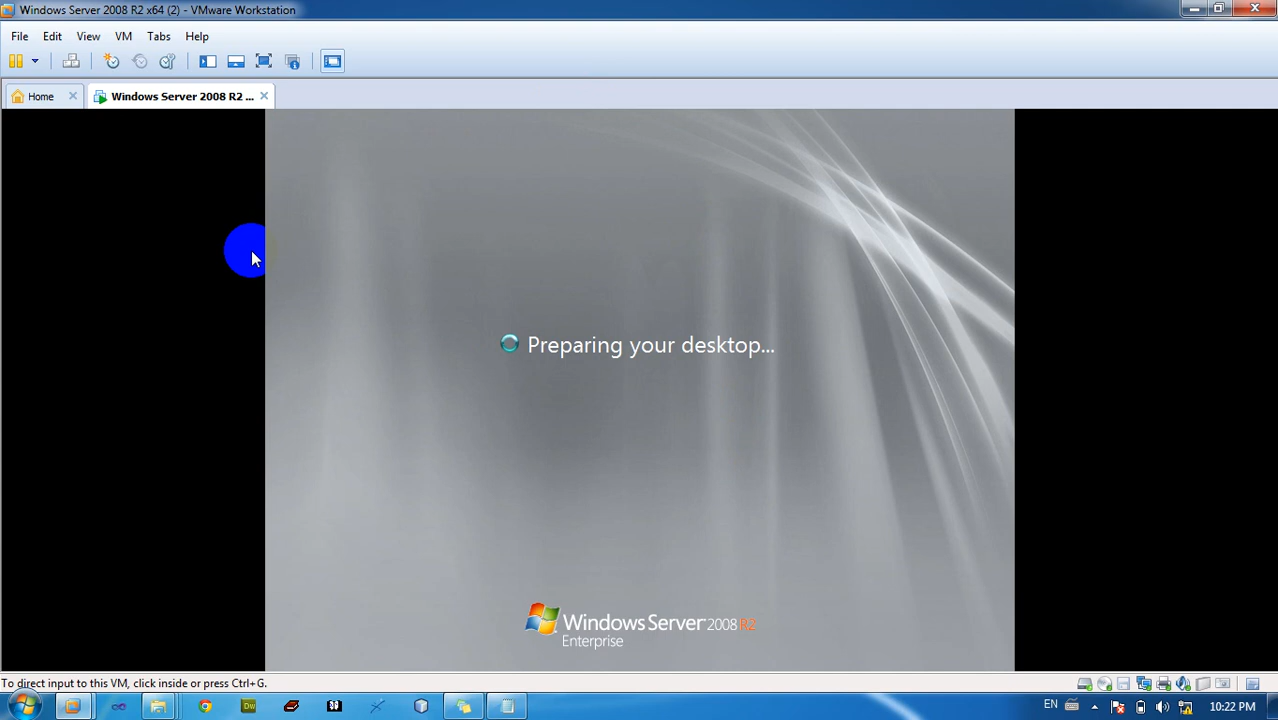 Windows Server 2008 R2 x64 (2) - VMware Workstation
File Edit View VM Tabs Help
Home
Windows Server 2008 R2 ...
Preparing your desktop...
Windows Server 2008 R2
Enterprise
To direct input to this VM, click inside or press Ctrl+G.
EN
10:22 PM